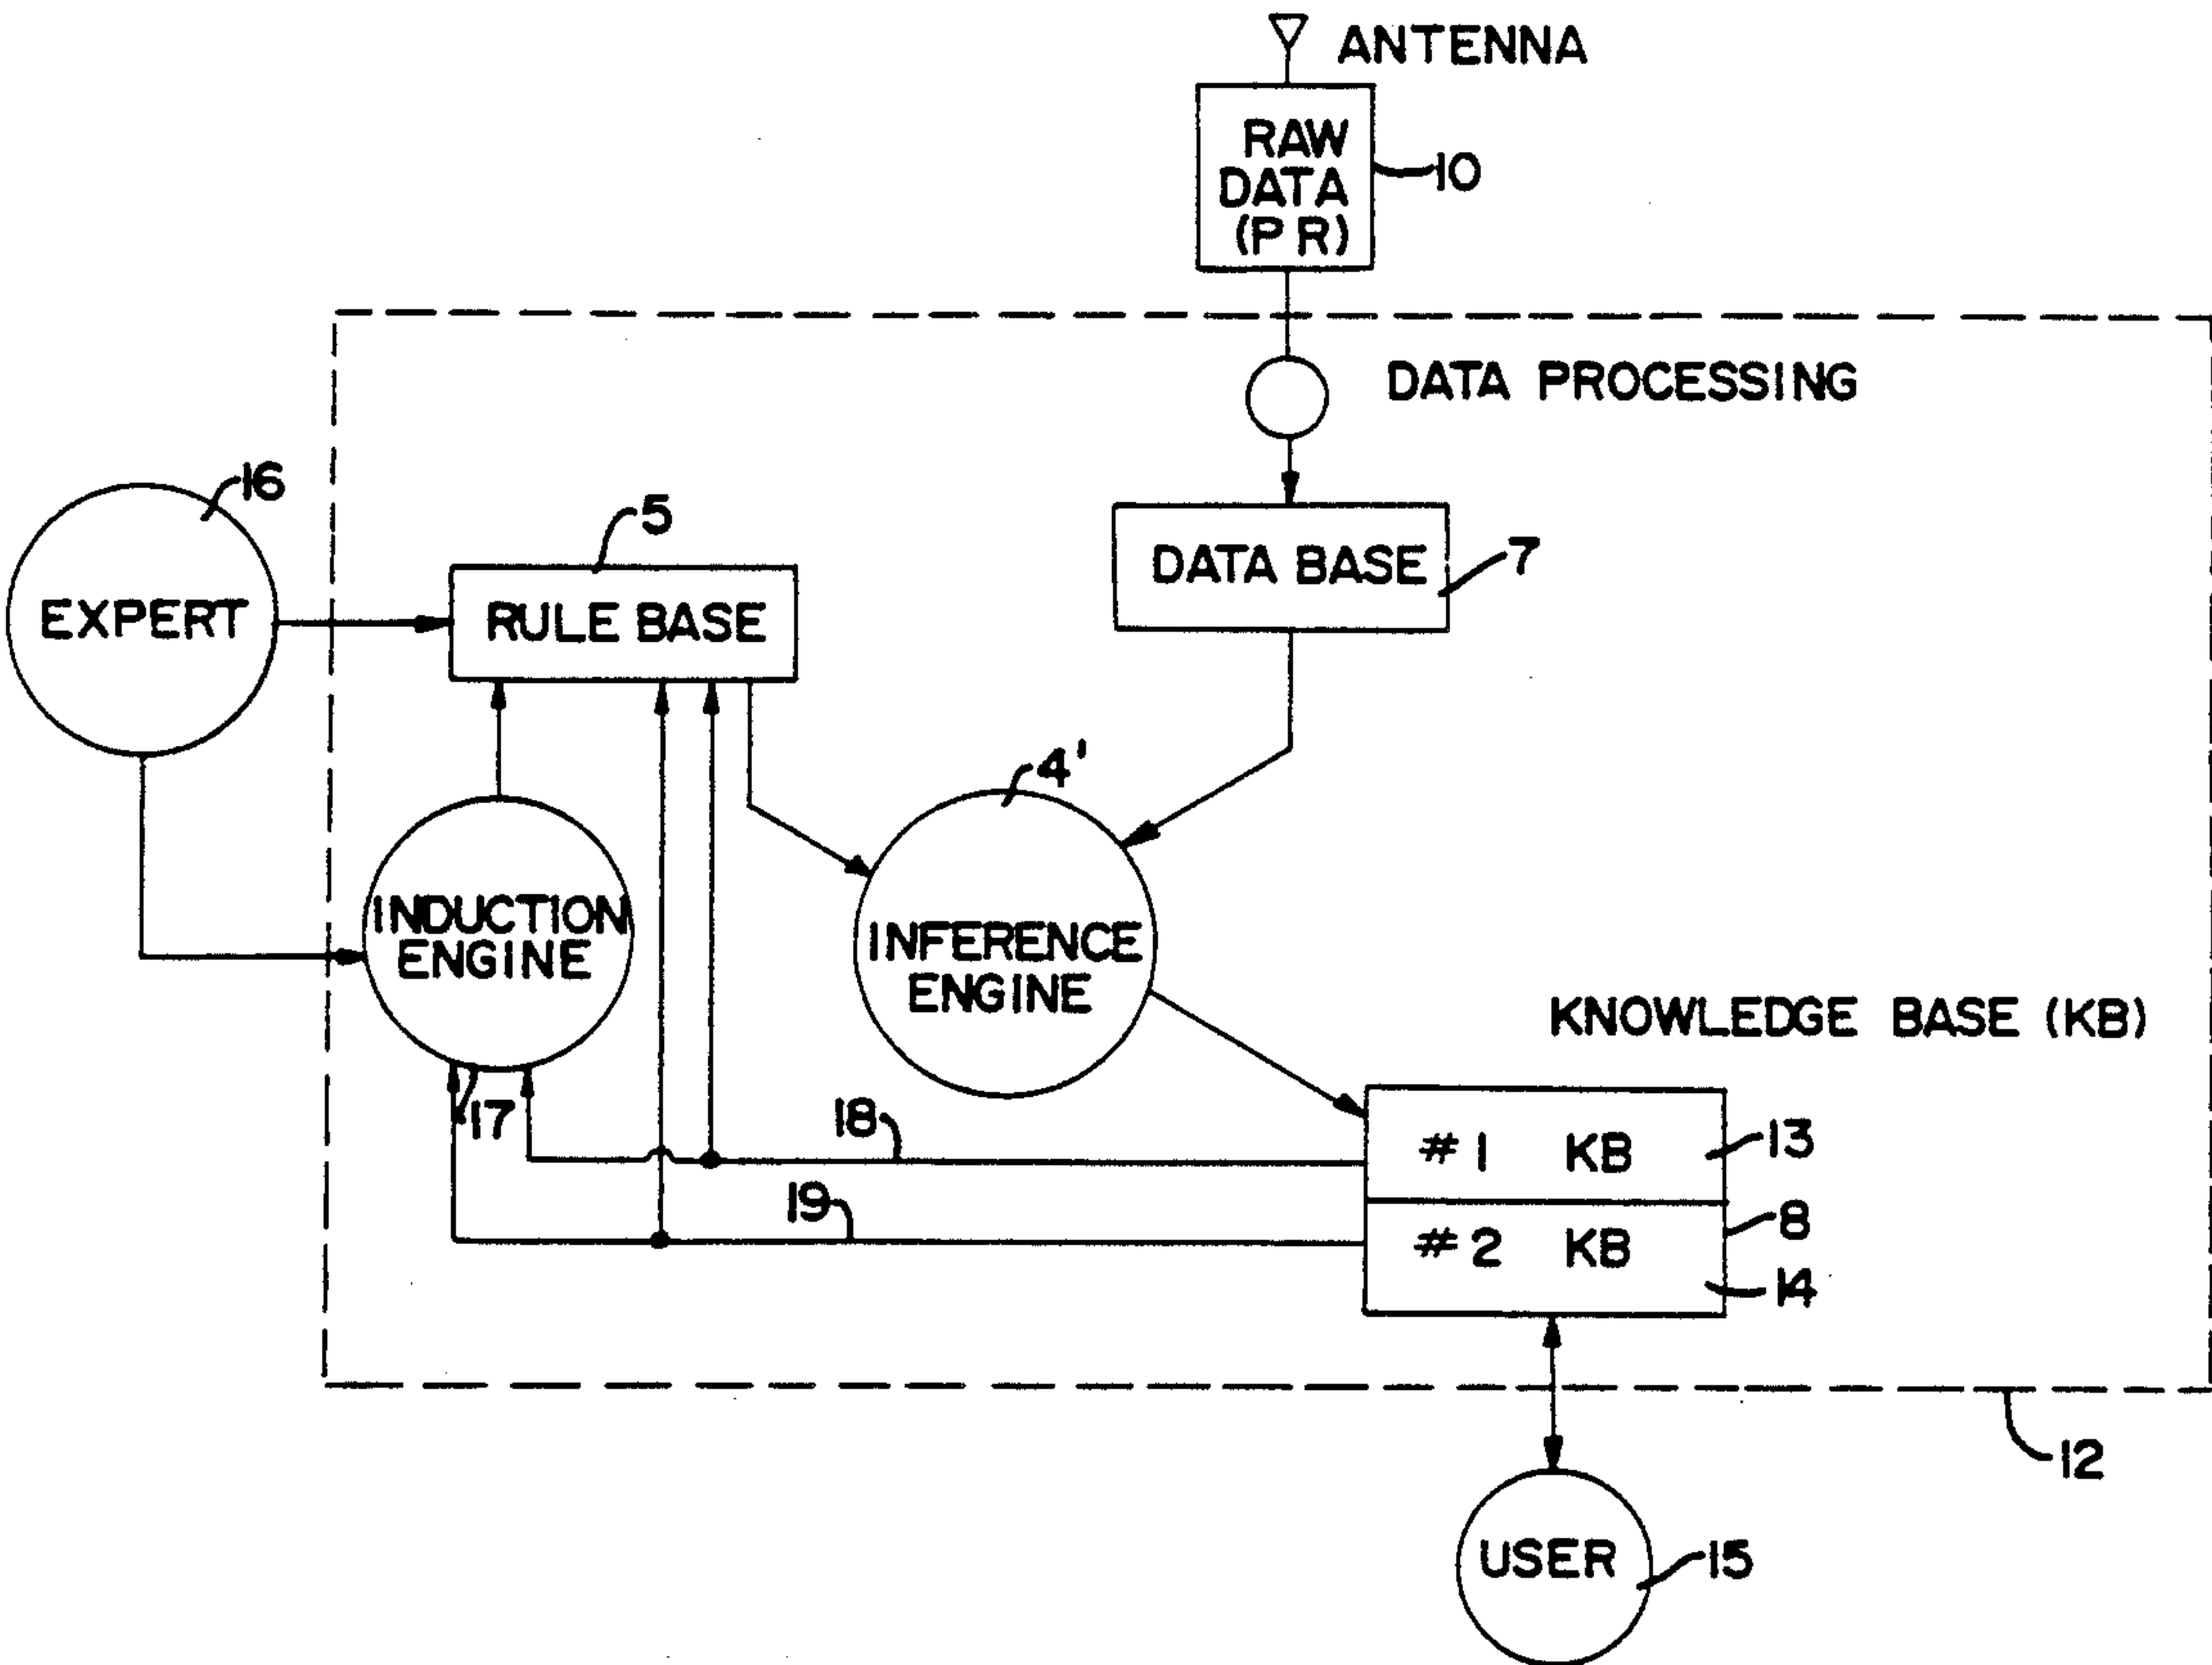 ANTENNA
RAW
DATA
(PR)
10
DATA PROCESSING
16
5
EXPERT
RULE BASE
DATA BASE
7
4'
INDUCTION
ENGINE
INFERENCE
ENGINE
KNOWLEDGE BASE (KB)
17
18
#1 KB
13
19
#2 KB
8
14
12
USER
15